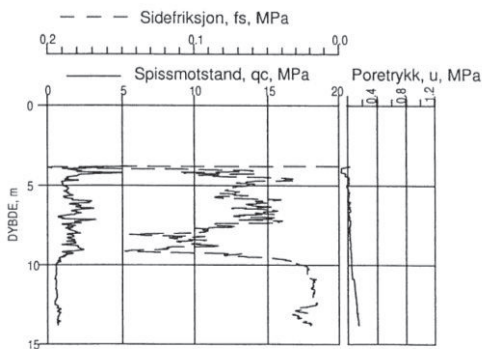 Sidefriksjon, fs, MPa
0,2 0,1 0,0
Spissmotstand, qc, MPa
Poretrykk, u, MPa
0 5 10 15 20
0,4 0,8 1,2
DYBDE, m
0
5
10
15